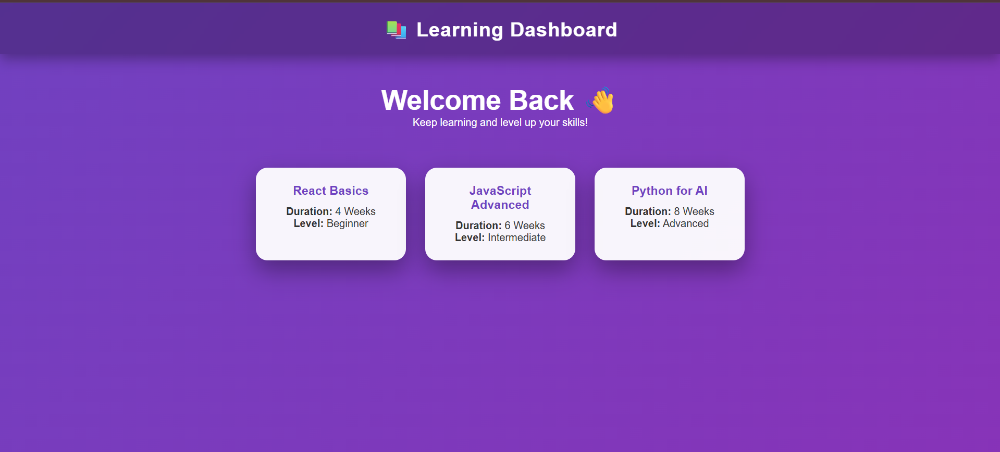 Learning Dashboard
Welcome Back
Keep learning and level up your skills!
React Basics
Duration: 4 Weeks
Level: Beginner
JavaScript
Advanced
Duration: 6 Weeks
Level: Intermediate
Python for AI
Duration: 8 Weeks
Level: Advanced